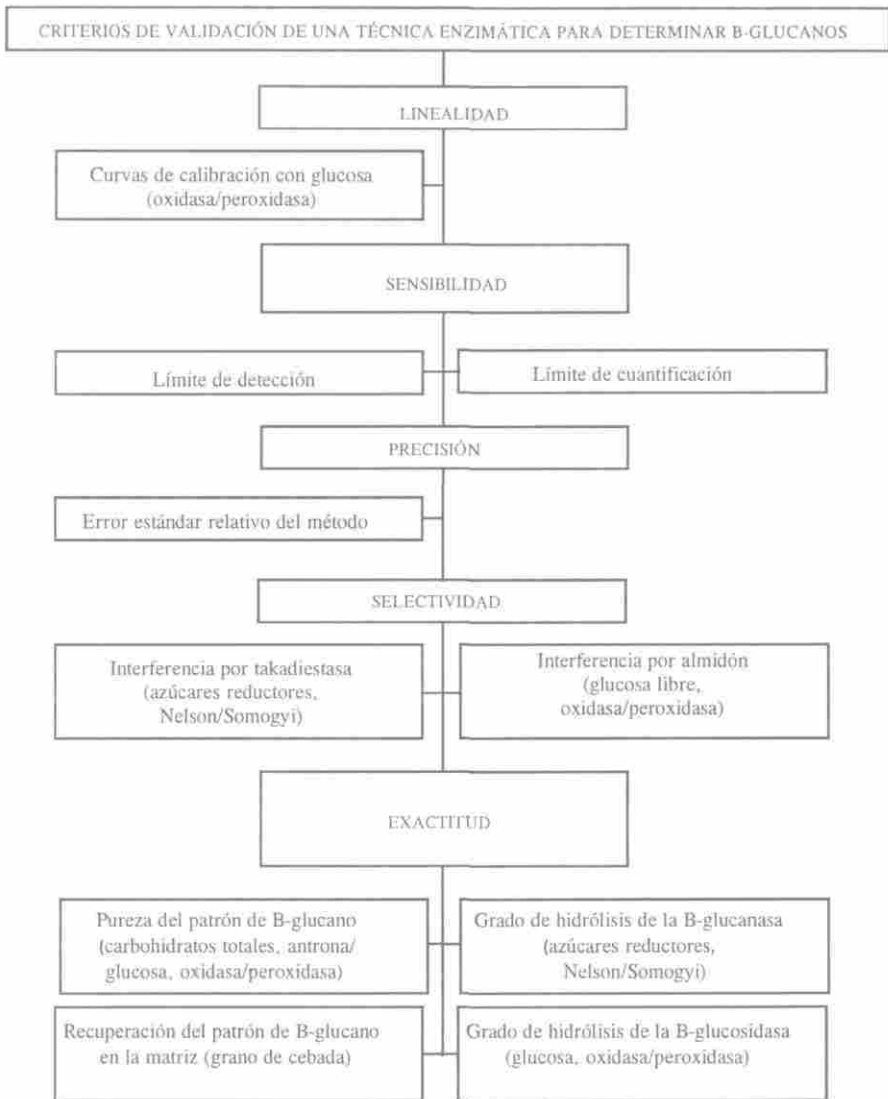 CRITERIOS DE VALIDACIÓN DE UNA TÉCNICA ENZIMÁTICA PARA DETERMINAR B-GLUCANOS
LINEALIDAD
Curvas de calibración con glucosa
(oxidasa/peroxidasa)
SENSIBILIDAD
Límite de detección
Límite de cuantificación
PRECISIÓN
Error estándar relativo del método
SELECTIVIDAD
Interferencia por takadiestasa
(azúcares reductores,
Nelson/Somogyi)
Interferencia por almidón
(glucosa libre,
oxidasa/peroxidasa)
EXACTITUD
Pureza del patrón de B-glucano
(carbohidratos totales, antrona/
glucosa, oxidasa/peroxidasa)
Grado de hidrólisis de la B-glucanasa
(azúcares reductores,
Nelson/Somogyi)
Recuperación del patrón de B-glucano
en la matriz (grano de cebada)
Grado de hidrólisis de la B-glucosidasa
(glucosa, oxidasa/peroxidasa)